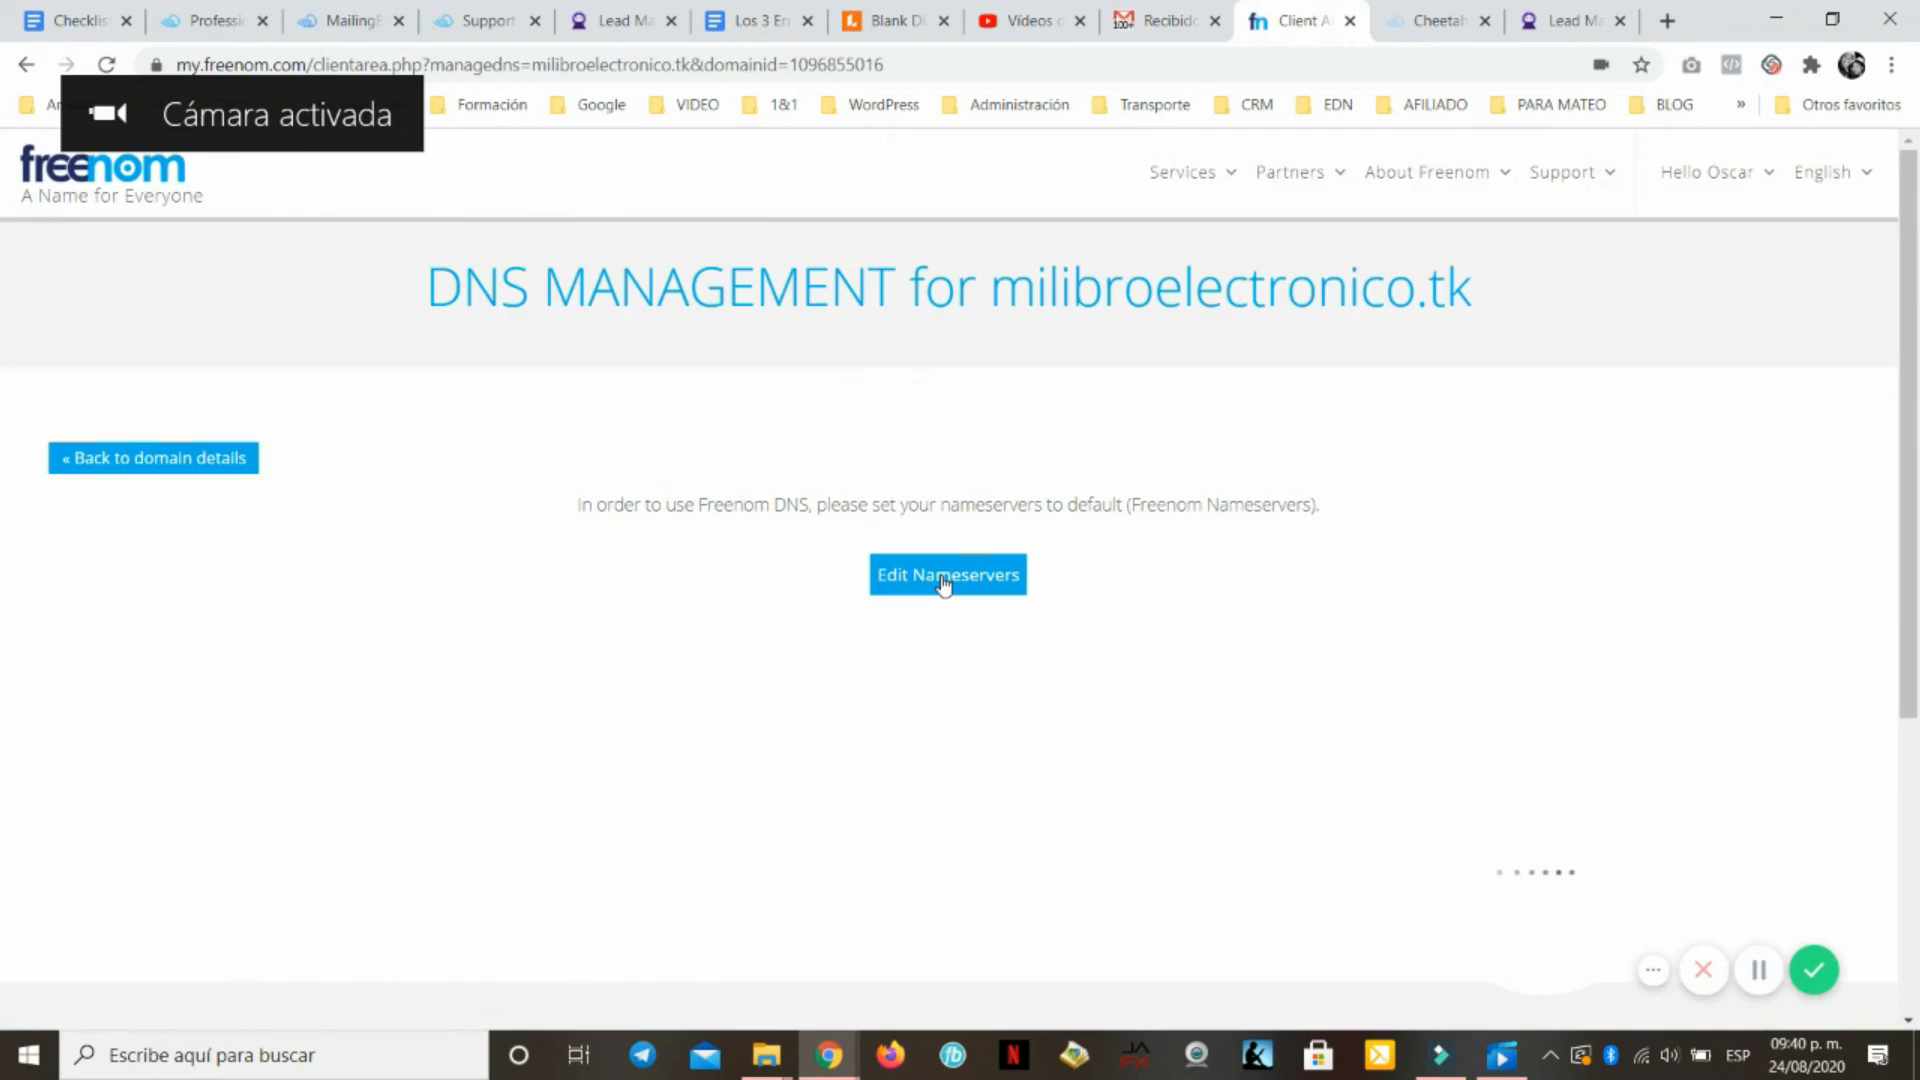 Checklis
Professi
MailingB
Support
Lead Ma
Los 3 Er
Blank Di
Vídeos d
Recibido
Client A
Cheetah
Lead Ma
my.freenom.com/clientarea.php?managedns=milibroelectronico.tk&domainid=1096855016
Formación
Google
VIDEO
1&1
WordPress
Administración
Transporte
CRM
EDN
AFILIADO
PARA MATEO
BLOG
»
Otros favoritos
Cámara activada
freenom
A Name for Everyone
Services
Partners
About Freenom
Support
Hello Oscar
English
DNS MANAGEMENT for milibroelectronico.tk
« Back to domain details
In order to use Freenom DNS, please set your nameservers to default (Freenom Nameservers).
Edit Nameservers
Escribe aquí para buscar
ESP
09:40 p. m.
24/08/2020